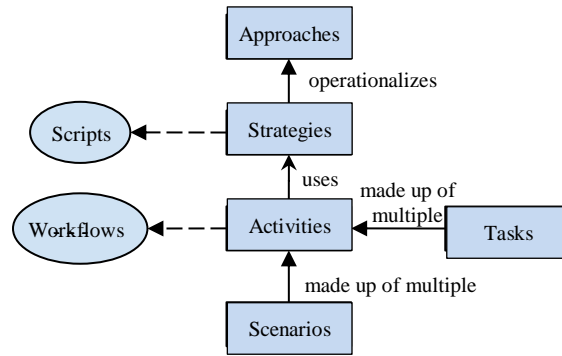 Approaches
operationalizes
Scripts
Strategies
uses
made up of
multiple
Workflows
Activities
Tasks
made up of multiple
Scenarios